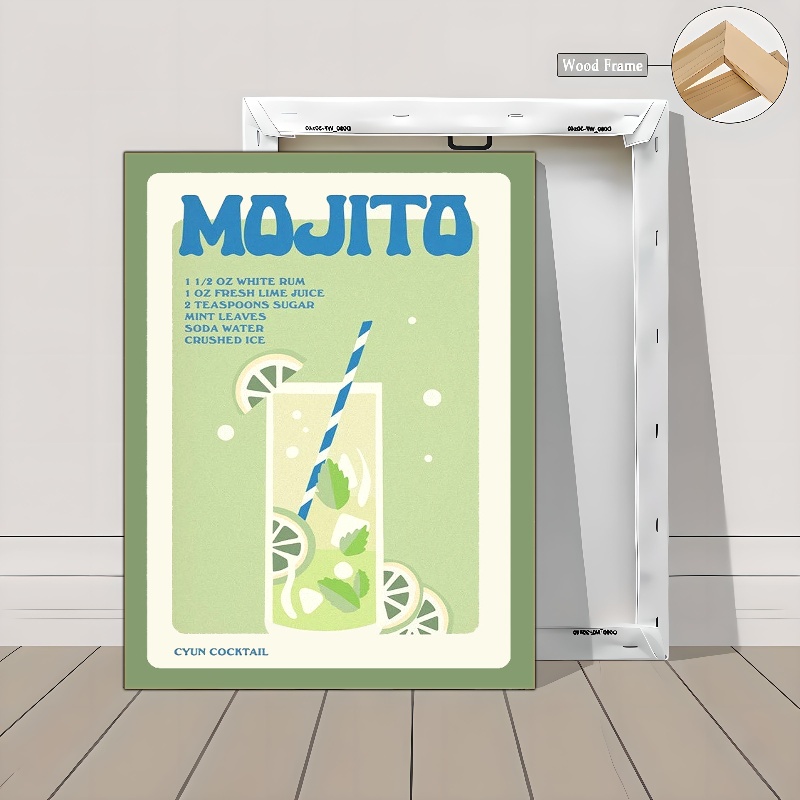 Wood Frame
MOJITO
1 1/2 OZ WHITE RUM
1 OZ FRESH LIME JUICE
2 TEASPOONS SUGAR
MINT LEAVES
SODA WATER
CRUSHED ICE
CYUN COCKTAIL